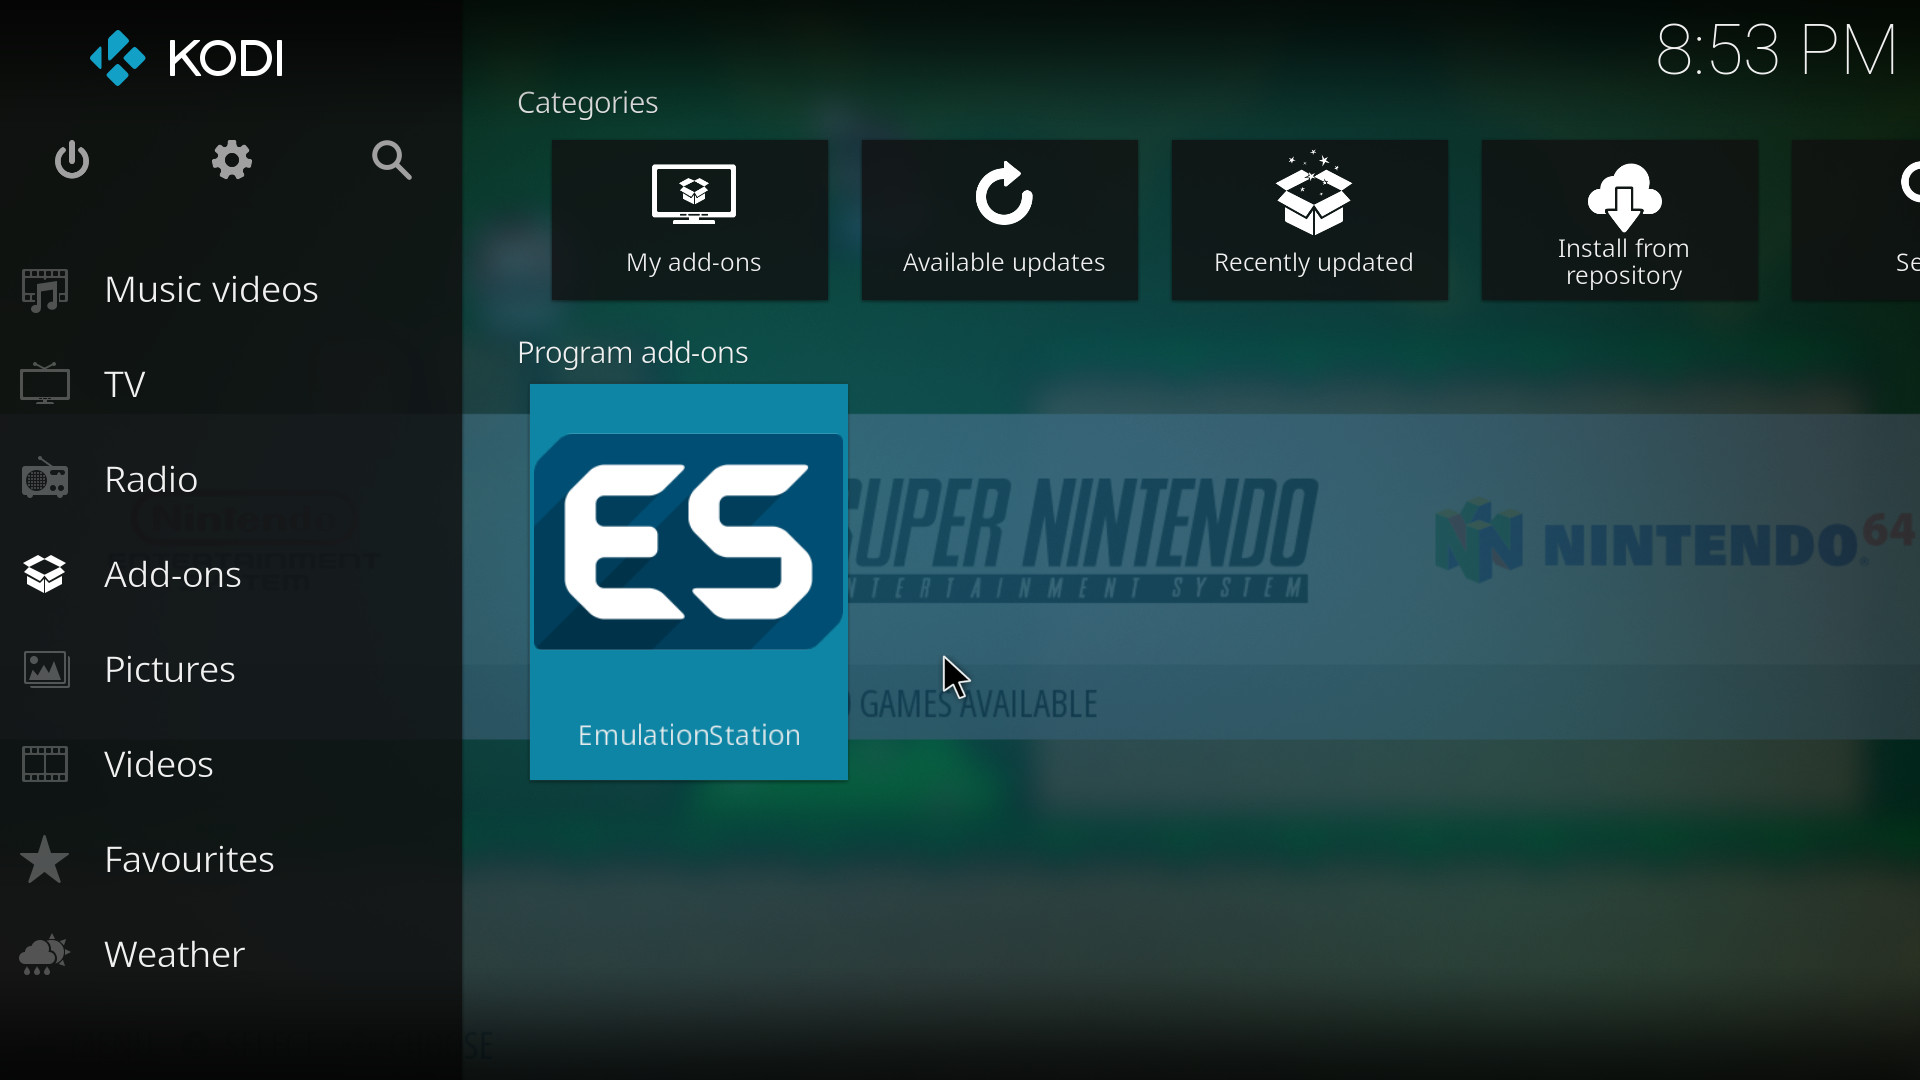 KODI
8:53 PM
Categories
My add-ons
Available updates
Recently updated
Install from
repository
Se
Music videos
TV
Radio
Add-ons
Pictures
Videos
Favourites
Weather
Program add-ons
ES
EmulationStation
Nintendo
ENTERTAINMENT
SUPER NINTENDO
NTERTAINMENT SYSTEM
NINTENDO 64
GAMES AVAILABLE